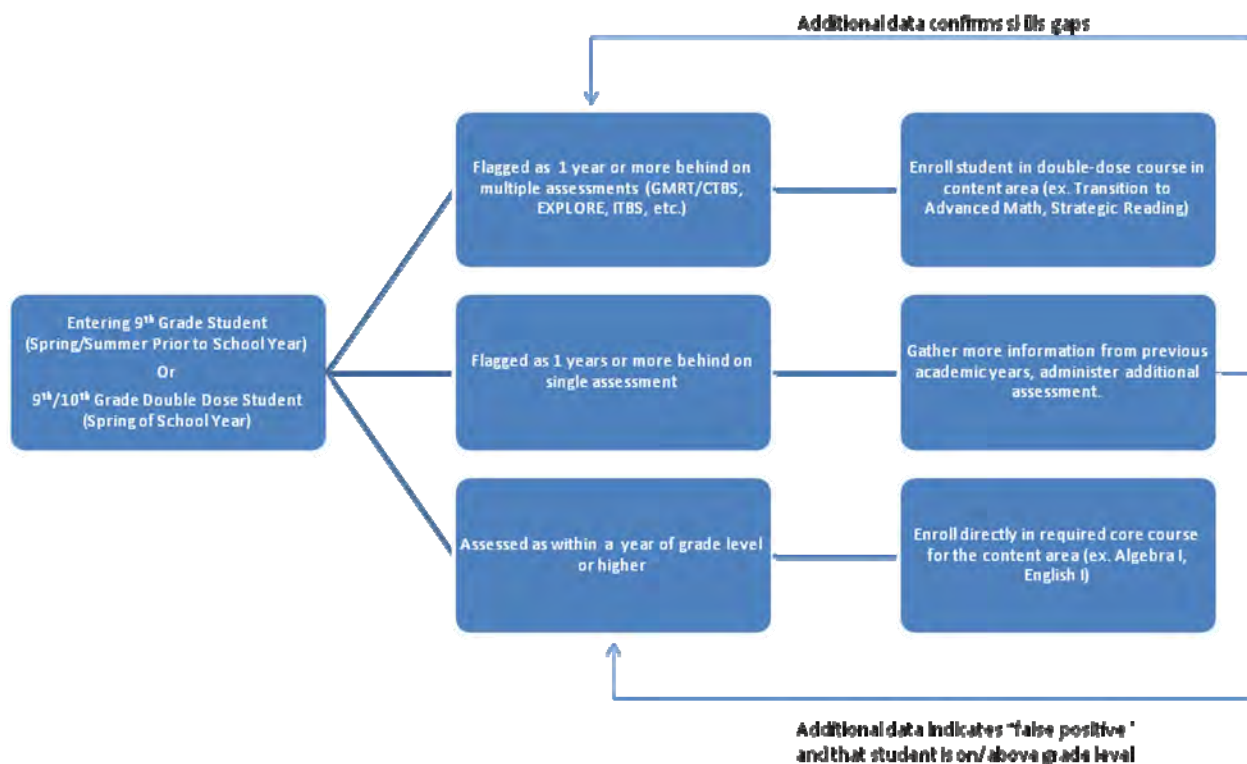 Additional data confirms skills gaps
Flagged as 1 year or more behind on
multiple assessments (GMRT/CTBS,
EXPLORE, ITBS, etc.)
Enroll student in double-dose course in
content area (ex. Transition to
Advanced Math, Strategic Reading)
Entering 9th Grade Student
(Spring/Summer Prior to School Year)
Or
9th/10th Grade Double Dose Student
(Spring of School Year)
Flagged as 1 years or more behind on
single assessment
Gather more information from previous
academic years, administer additional
assessment.
Assessed as within a year of grade level
or higher
Enroll directly in required core course
for the content area (ex. Algebra I,
English I)
Additional data indicates "false positive"
and that student is on/above grade level